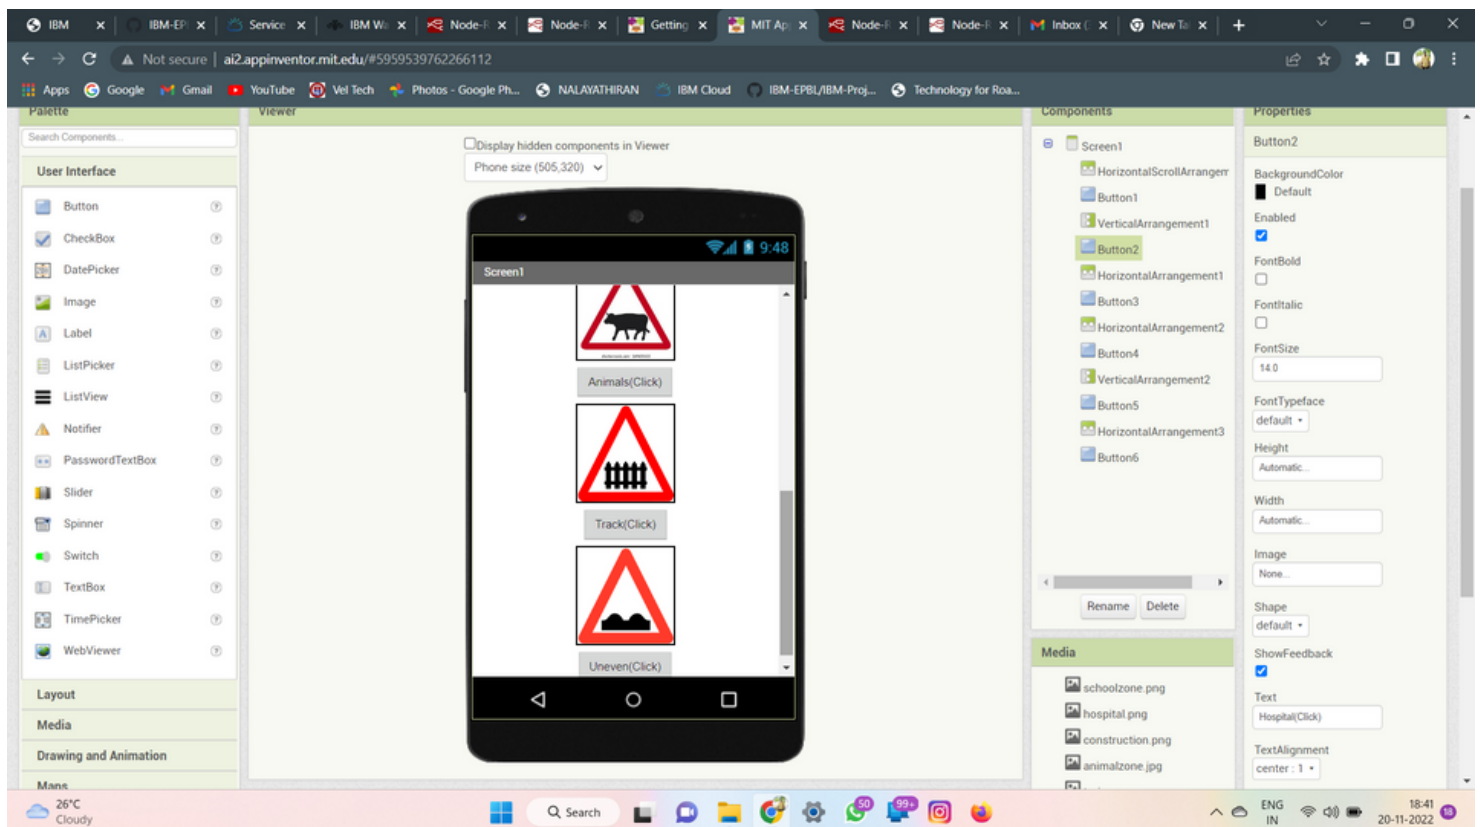 IBM
IBM-EPI
Service
IBM Wa
Node-R
Node-R
Getting
MIT App
Node-R
Node-R
Inbox (
New Ta
Not secure
ai2.appinventor.mit.edu/#5959539762266112
Apps
Google
Gmail
YouTube
Vel Tech
Photos - Google Ph...
NALAYATHIRAN
IBM Cloud
IBM-EPBL/IBM-Proj...
Technology for Roa...
Palette
Search Components...
User Interface
Button
CheckBox
DatePicker
Image
Label
ListPicker
ListView
Notifier
PasswordTextBox
Slider
Spinner
Switch
TextBox
TimePicker
WebViewer
Layout
Media
Drawing and Animation
Maps
Viewer
Display hidden components in Viewer
Phone size (505,320)
9:48
Screen1
Animals(Click)
Track(Click)
Uneven(Click)
Components
Screen1
HorizontalScrollArrangem
Button1
VerticalArrangement1
Button2
HorizontalArrangement1
Button3
HorizontalArrangement2
Button4
VerticalArrangement2
Button5
HorizontalArrangement3
Button6
Rename Delete
Media
schoolzone.png
hospital.png
construction.png
animalzone.jpg
Properties
Button2
BackgroundColor
Default
Enabled
FontBold
FontItalic
FontSize
14.0
FontTypeface
default
Height
Automatic...
Width
Automatic...
Image
None...
Shape
default
ShowFeedback
Text
Hospital(Click)
TextAlignment
center : 1
26°C
Cloudy
Search
50
99+
ENG
IN
18:41
20-11-2022
18